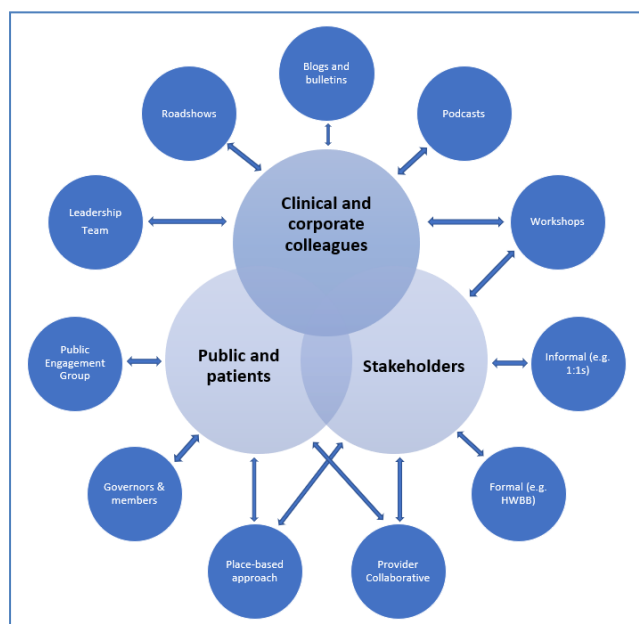 Blogs and
bulletins
Roadshows
Podcasts
Clinical and
corporate
colleagues
Leadership
Team
Workshops
Public
Engagement
Group
Public and
patients
Stakeholders
Informal (e.g.
1:1s)
Governors &
members
Formal (e.g.
HWBB)
Place-based
approach
Provider
Collaborative